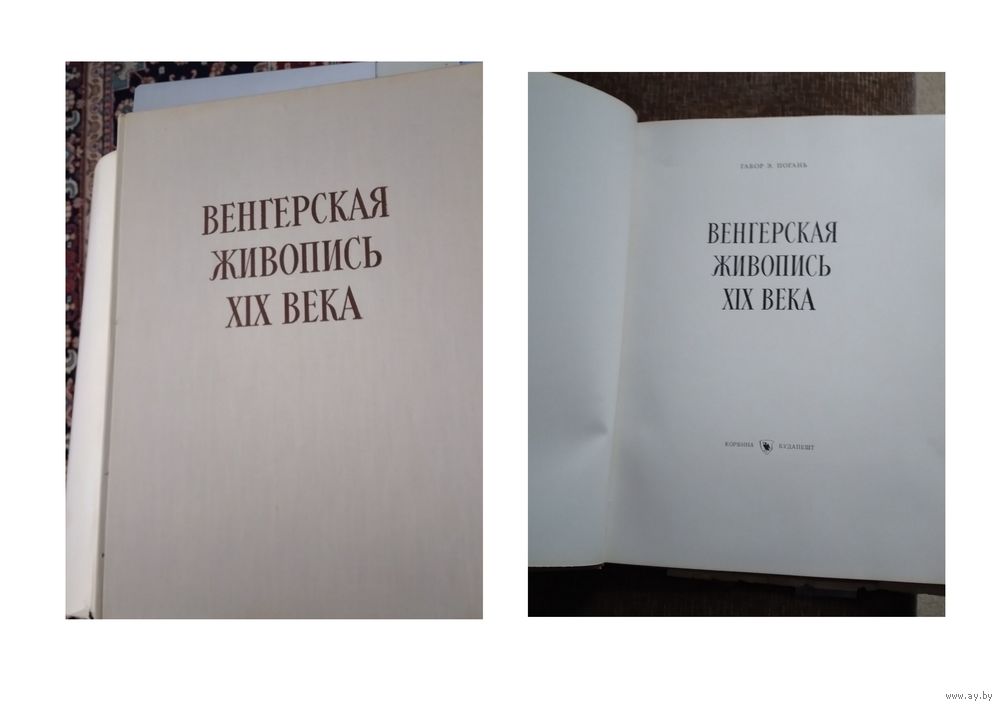 ВЕНГЕРСКАЯ
ЖИВОПИСЬ
XIX ВЕКА
ГАБОР Э. ПОГАНЬ
ВЕНГЕРСКАЯ
ЖИВОПИСЬ
XIX ВЕКА
КОРВИНА БУДАПЕШТ
www.ay.by